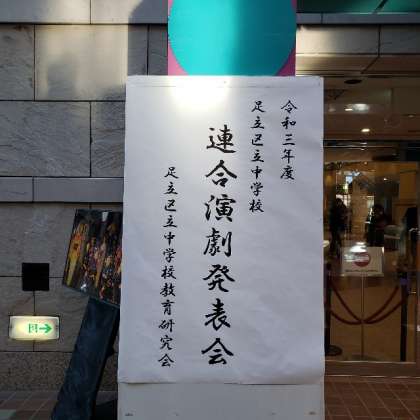 令和三年度
足立区立中学校
連合演劇発表会
足立区立中学校教育研究会